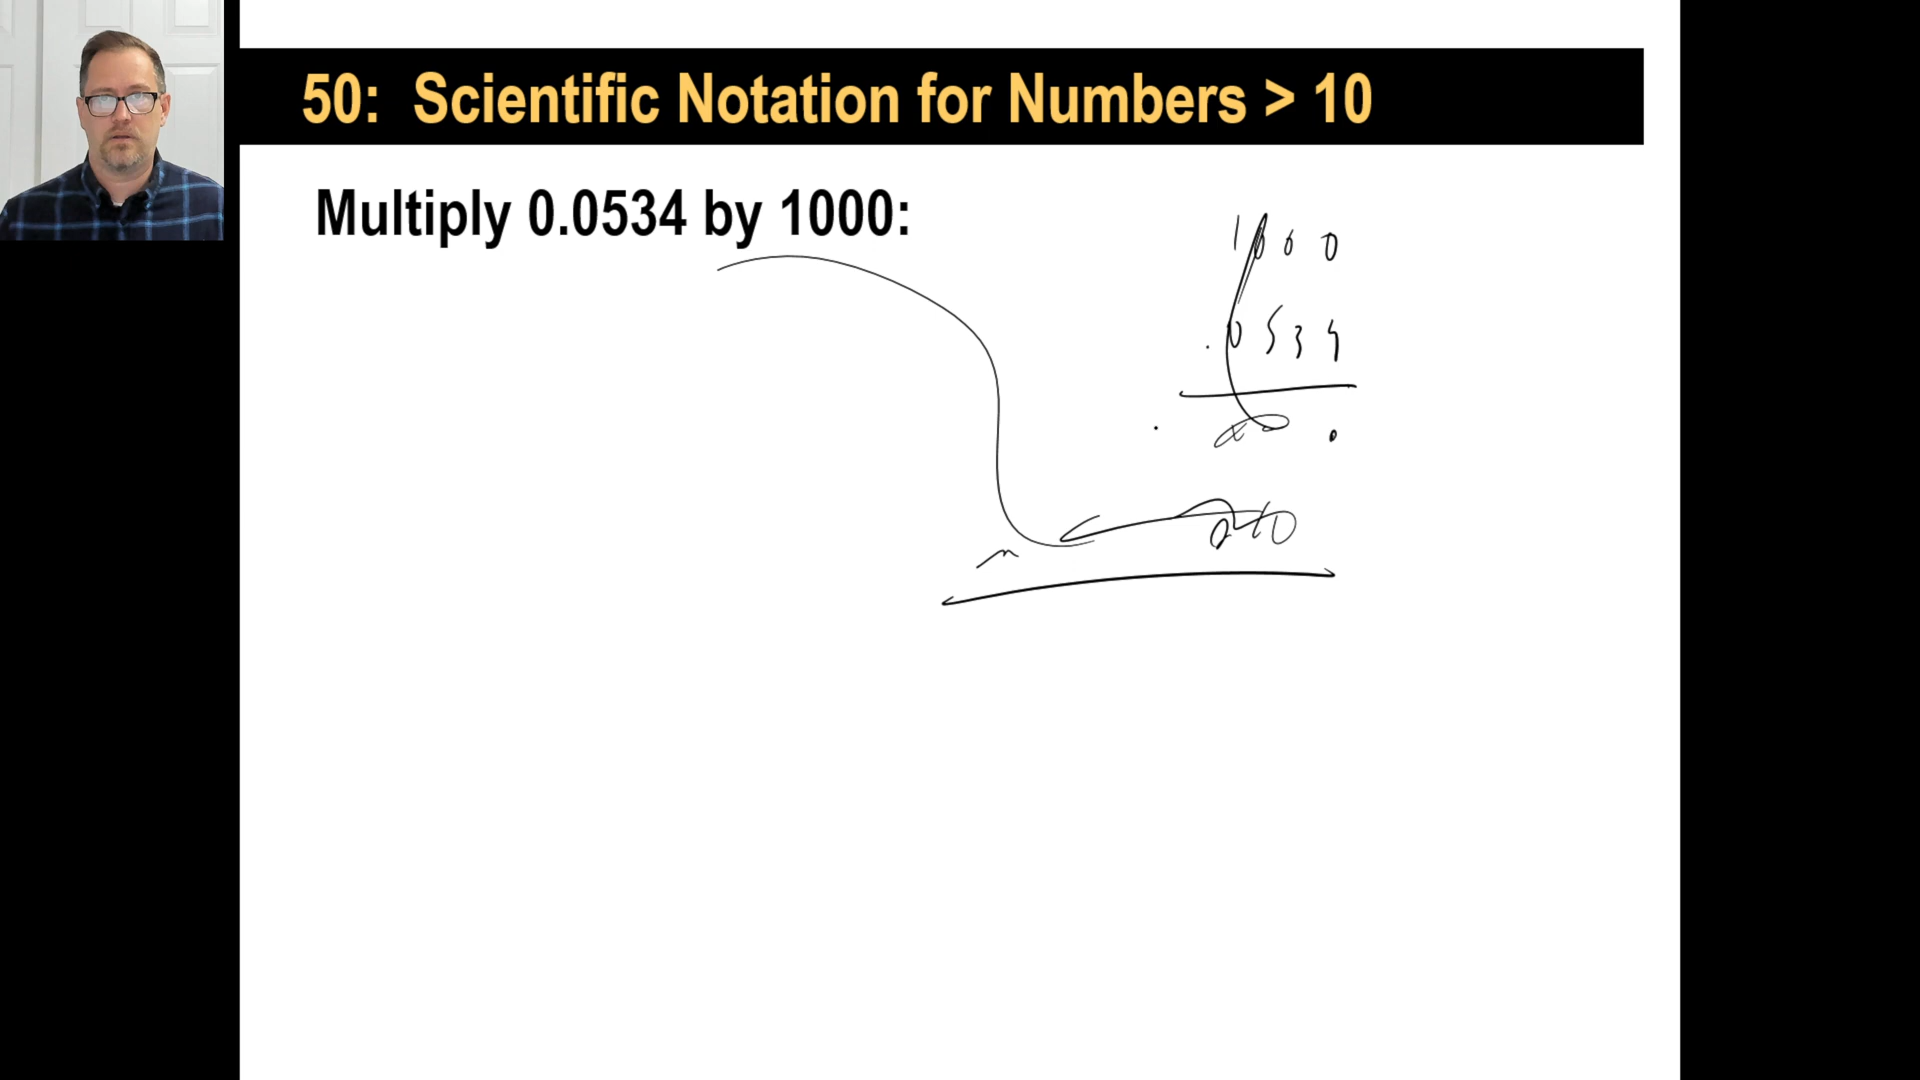 50: Scientific Notation for Numbers > 10
Multiply 0.0534 by 1000:
1000
.0534